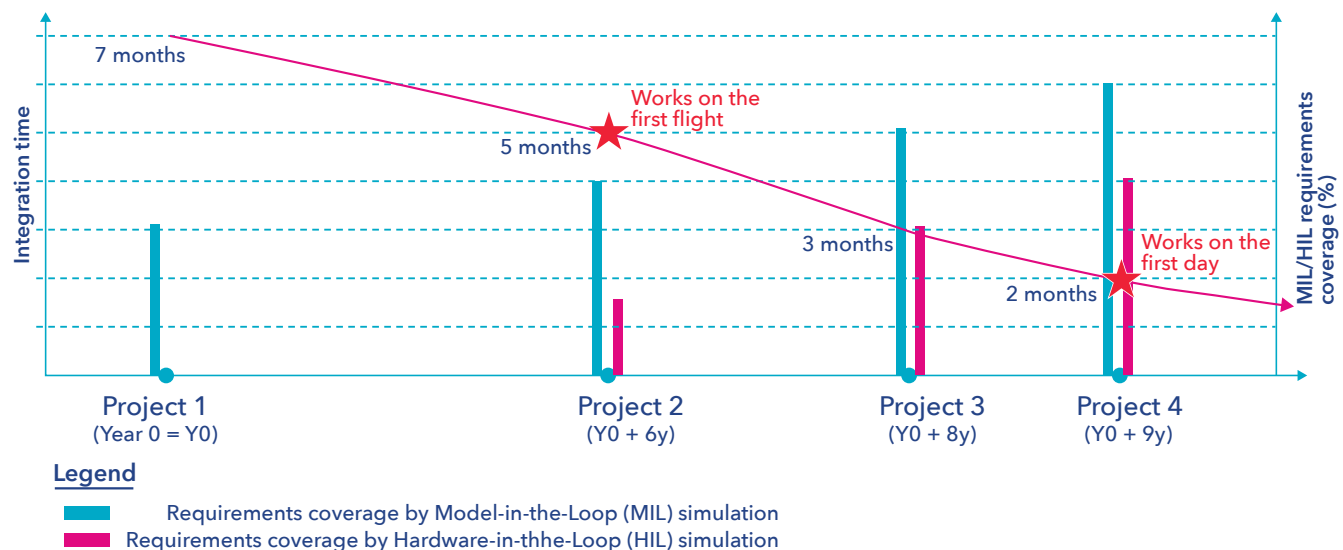 7 months
Works on the
first flight
5 months
3 months
Works on the
first day
2 months
Integration time
MIL/HIL requirements
coverage (%)
Project 1
(Year 0 = Y0)
Project 2
(Y0 + 6y)
Project 3
(Y0 + 8y)
Project 4
(Y0 + 9y)
Legend
Requirements coverage by Model-in-the-Loop (MIL) simulation
Requirements coverage by Hardware-in-thhe-Loop (HIL) simulation